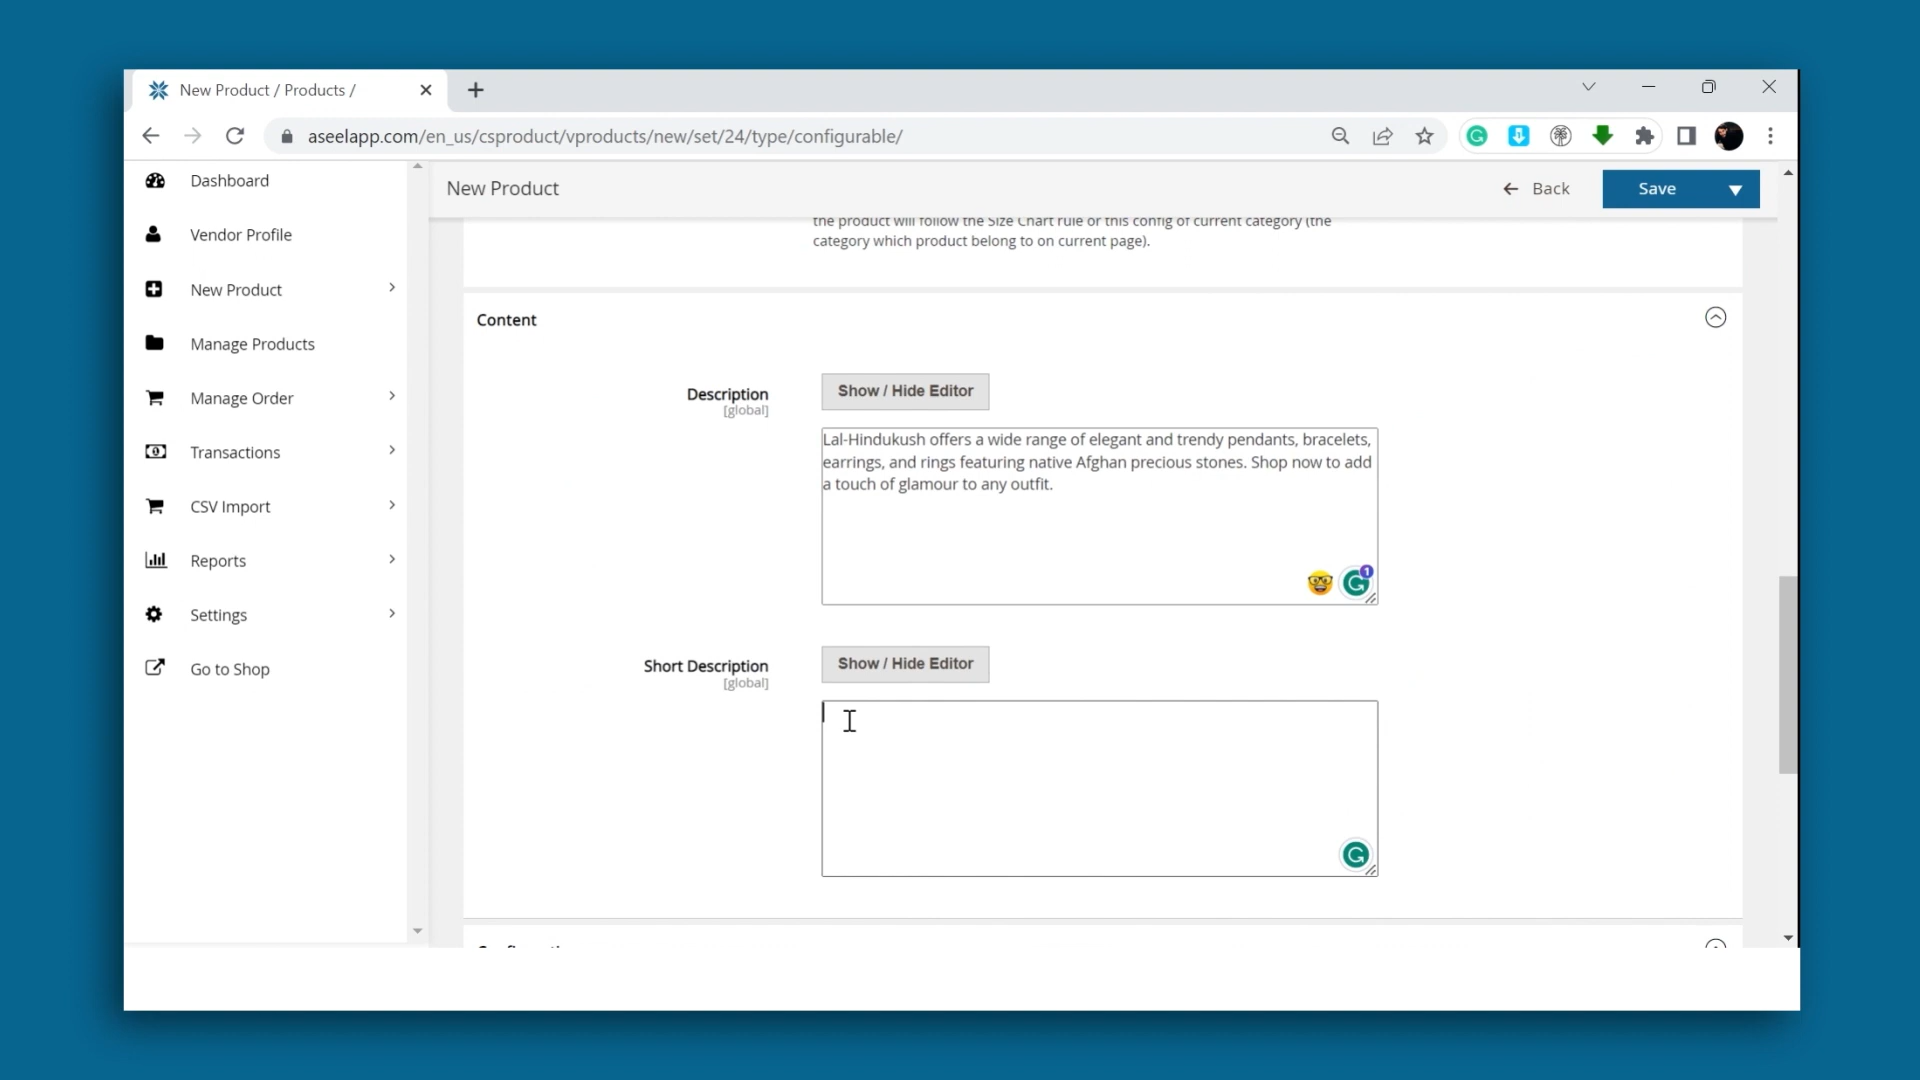 New Product / Products /
aseelapp.com/en_us/csproduct/vproducts/new/set/24/type/configurable/
Dashboard
Vendor Profile
New Product
Manage Products
Manage Order
Transactions
CSV Import
Reports
Settings
Go to Shop
New Product
Back
Save
the product will follow the Size Chart rule or this config of current category (the
category which product belong to on current page).
Content
Description
[global]
Show / Hide Editor
Lal-Hindukush offers a wide range of elegant and trendy pendants, bracelets,
earrings, and rings featuring native Afghan precious stones. Shop now to add
a touch of glamour to any outfit.
1
Short Description
[global]
Show / Hide Editor